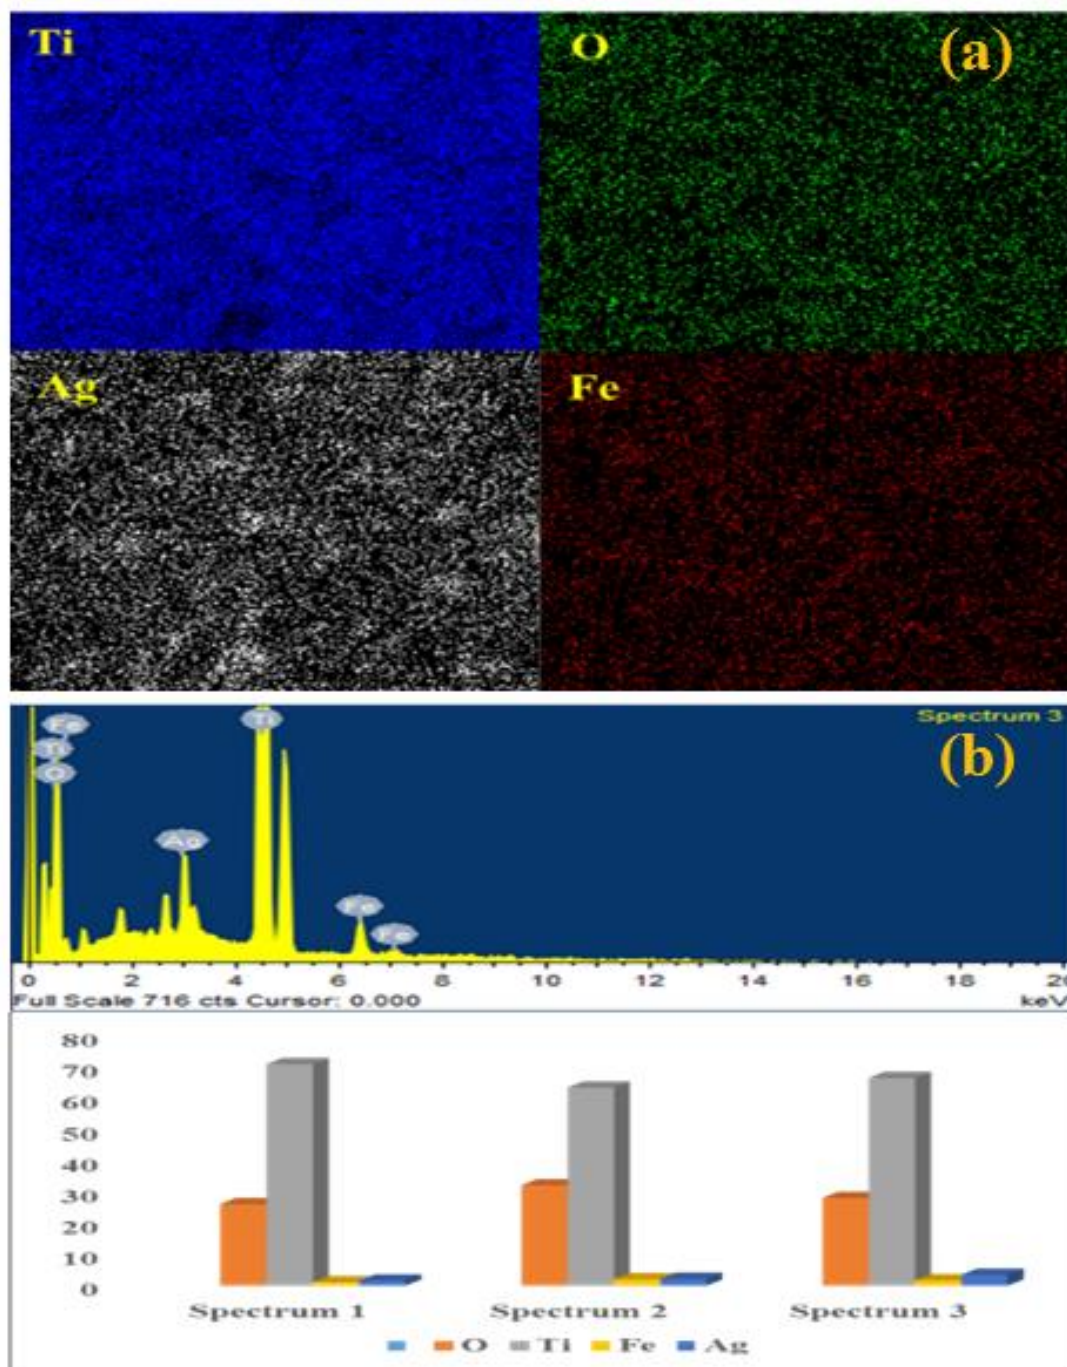 Ti
O
(a)
Ag
Fe
Spectrum 3
(b)
Fe
Ti
O
Ti
Ag
Fe
Fe
0 2 4 6 8 10 12 14 16 18 20
Full Scale 716 cts Cursor: 0.000
keV
80
70
60
50
40
30
20
10
0
Spectrum 1 Spectrum 2 Spectrum 3
O Ti Fe Ag